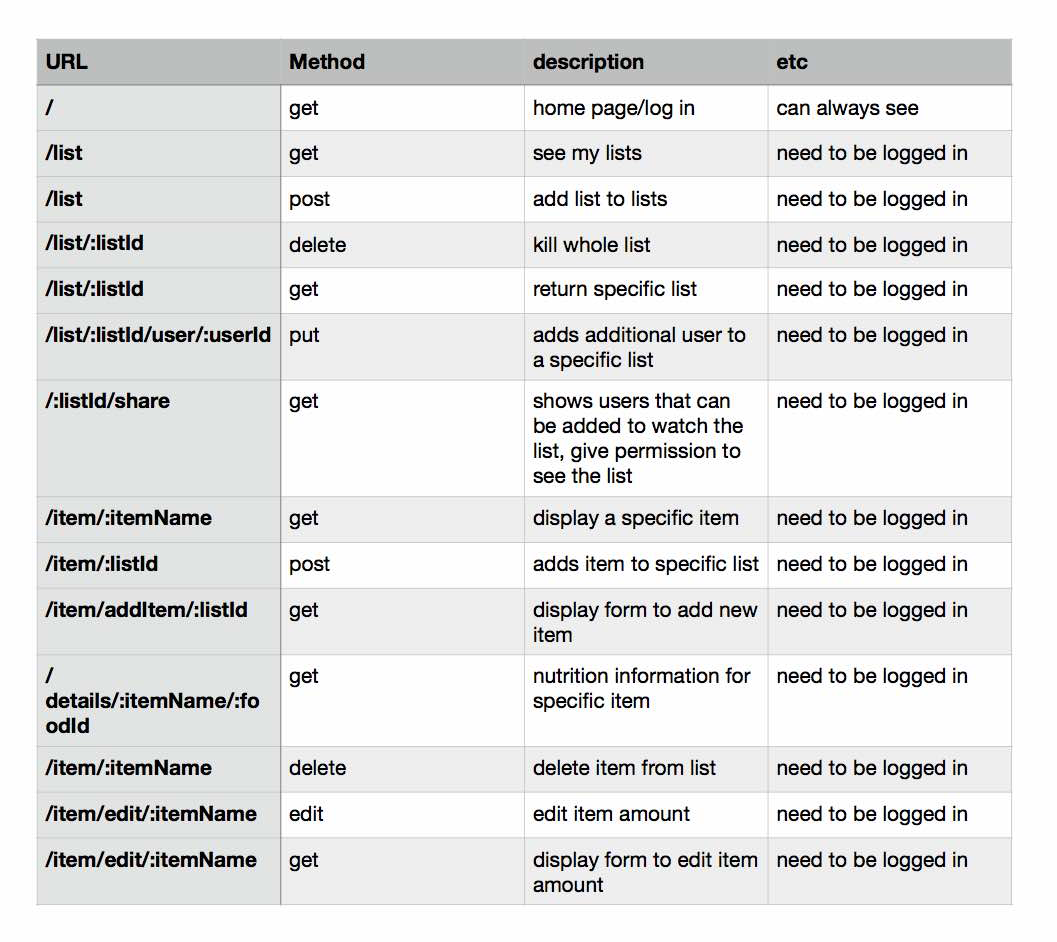 URL Method description etc
/ get home page/log in can always see
/list get see my lists need to be logged in
/list post add list to lists need to be logged in
/list/:listId delete kill whole list need to be logged in
/list/:listId get return specific list need to be logged in
/list/:listId/user/:userId put adds additional user to need to be logged in
a specific list
/:listId/share get shows users that can need to be logged in
be added to watch the
list, give permission to
see the list
/item/:itemName get display a specific item need to be logged in
/item/:listId post adds item to specific list need to be logged in
/item/addItem/:listId get display form to add new need to be logged in
item
/ get nutrition information for need to be logged in
details/:itemName/:fo specific item
odId
/item/:itemName delete delete item from list need to be logged in
/item/edit/:itemName edit edit item amount need to be logged in
/item/edit/:itemName get display form to edit item need to be logged in
amount